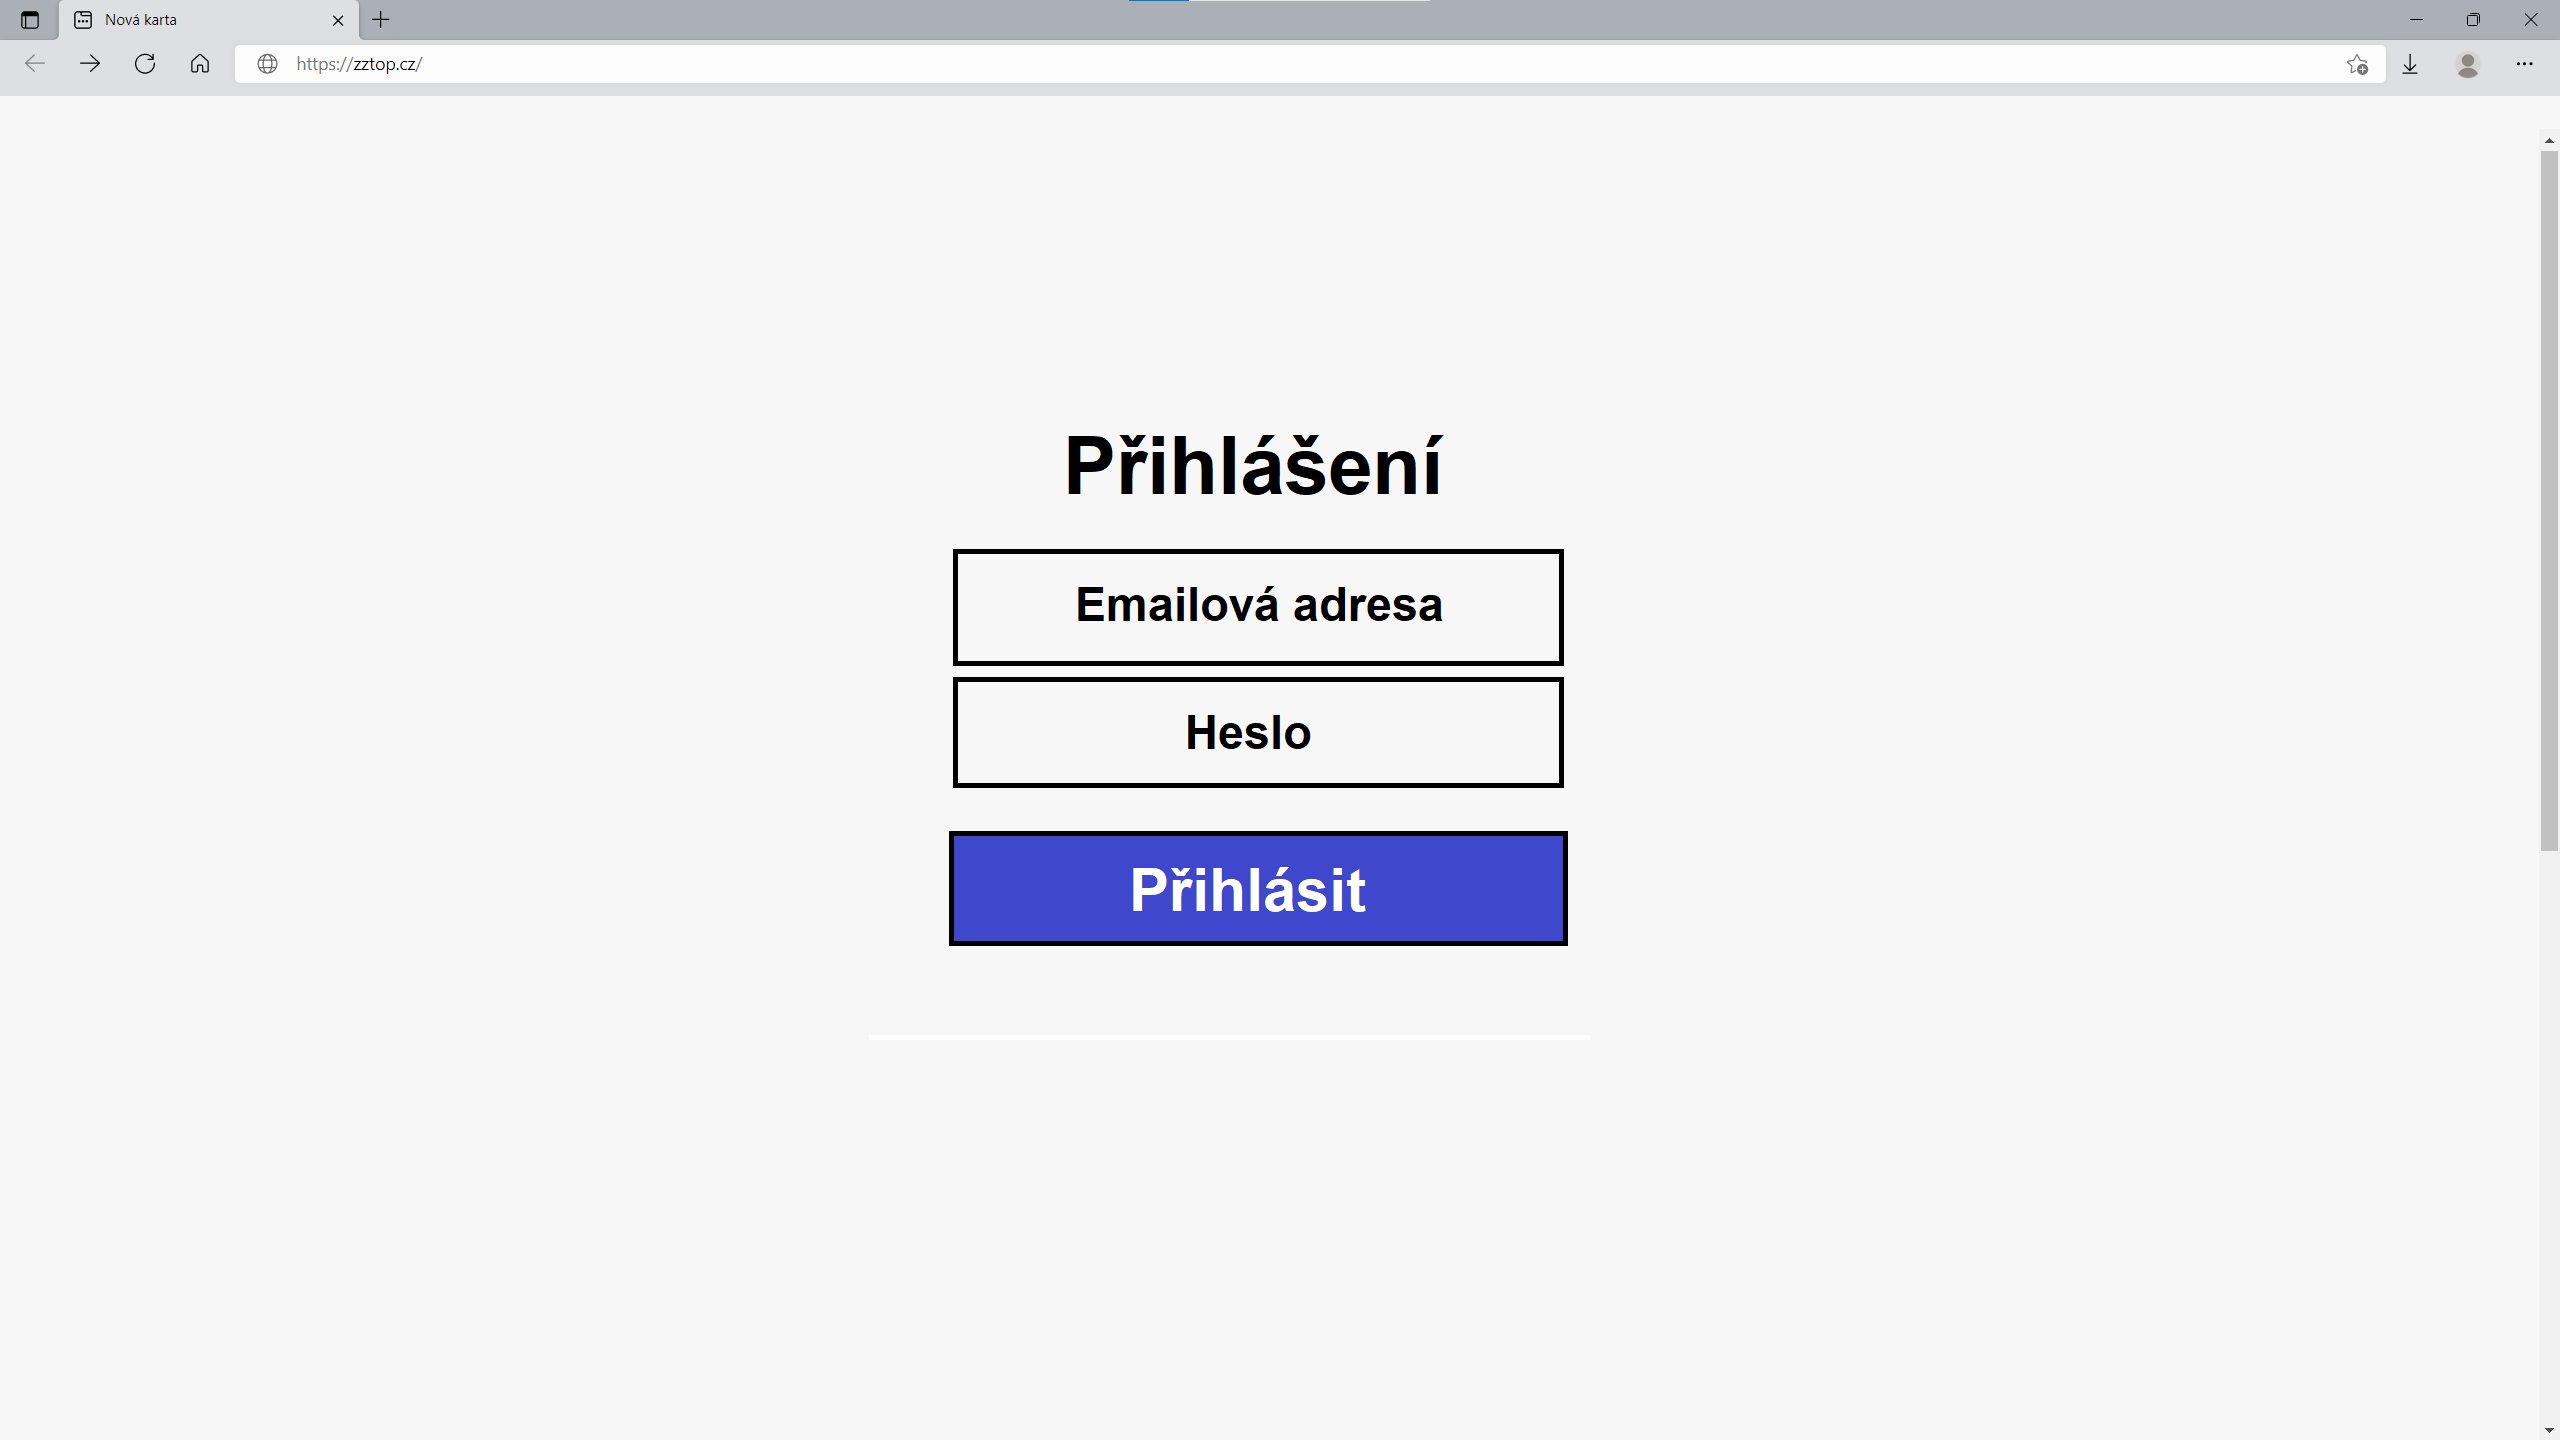 Nová karta
https://zztop.cz/
Přihlášení
Emailová adresa
Heslo
Přihlásit